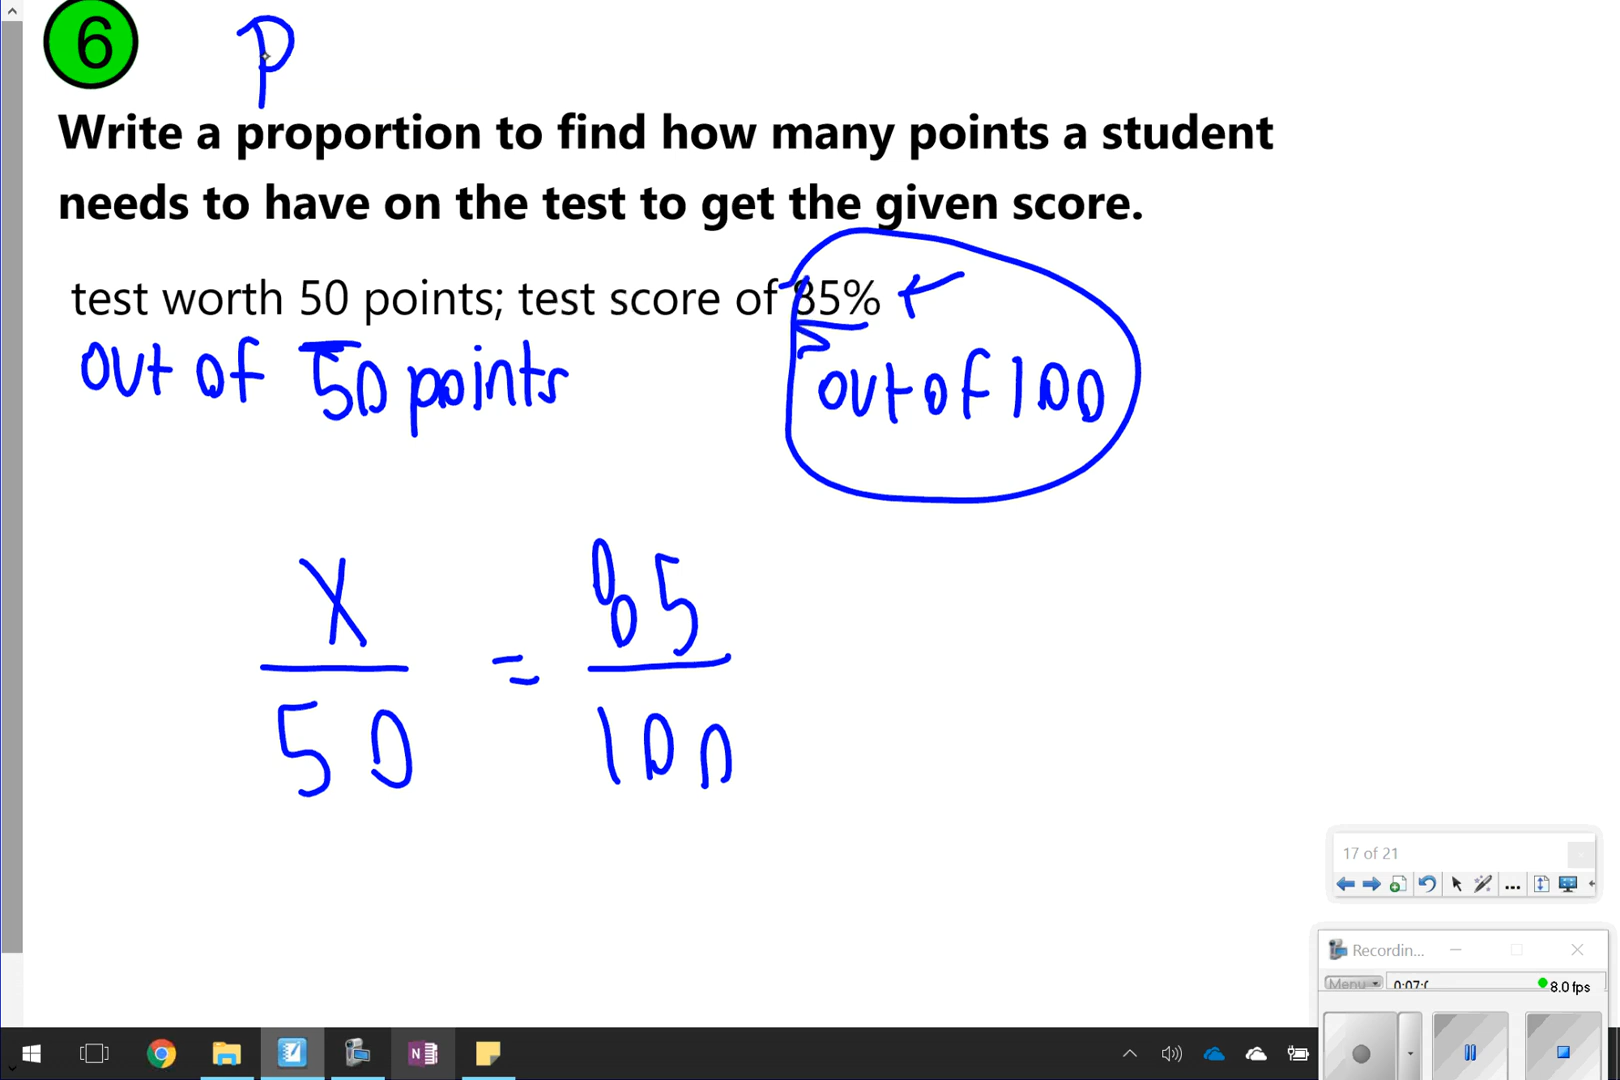 6
P
Write a proportion to find how many points a student
needs to have on the test to get the given score.
test worth 50 points; test score of 85%
out of 50 points
out of 100
x
50
=
85
100
17 of 21
Recordin...
Menu
8.0 fps